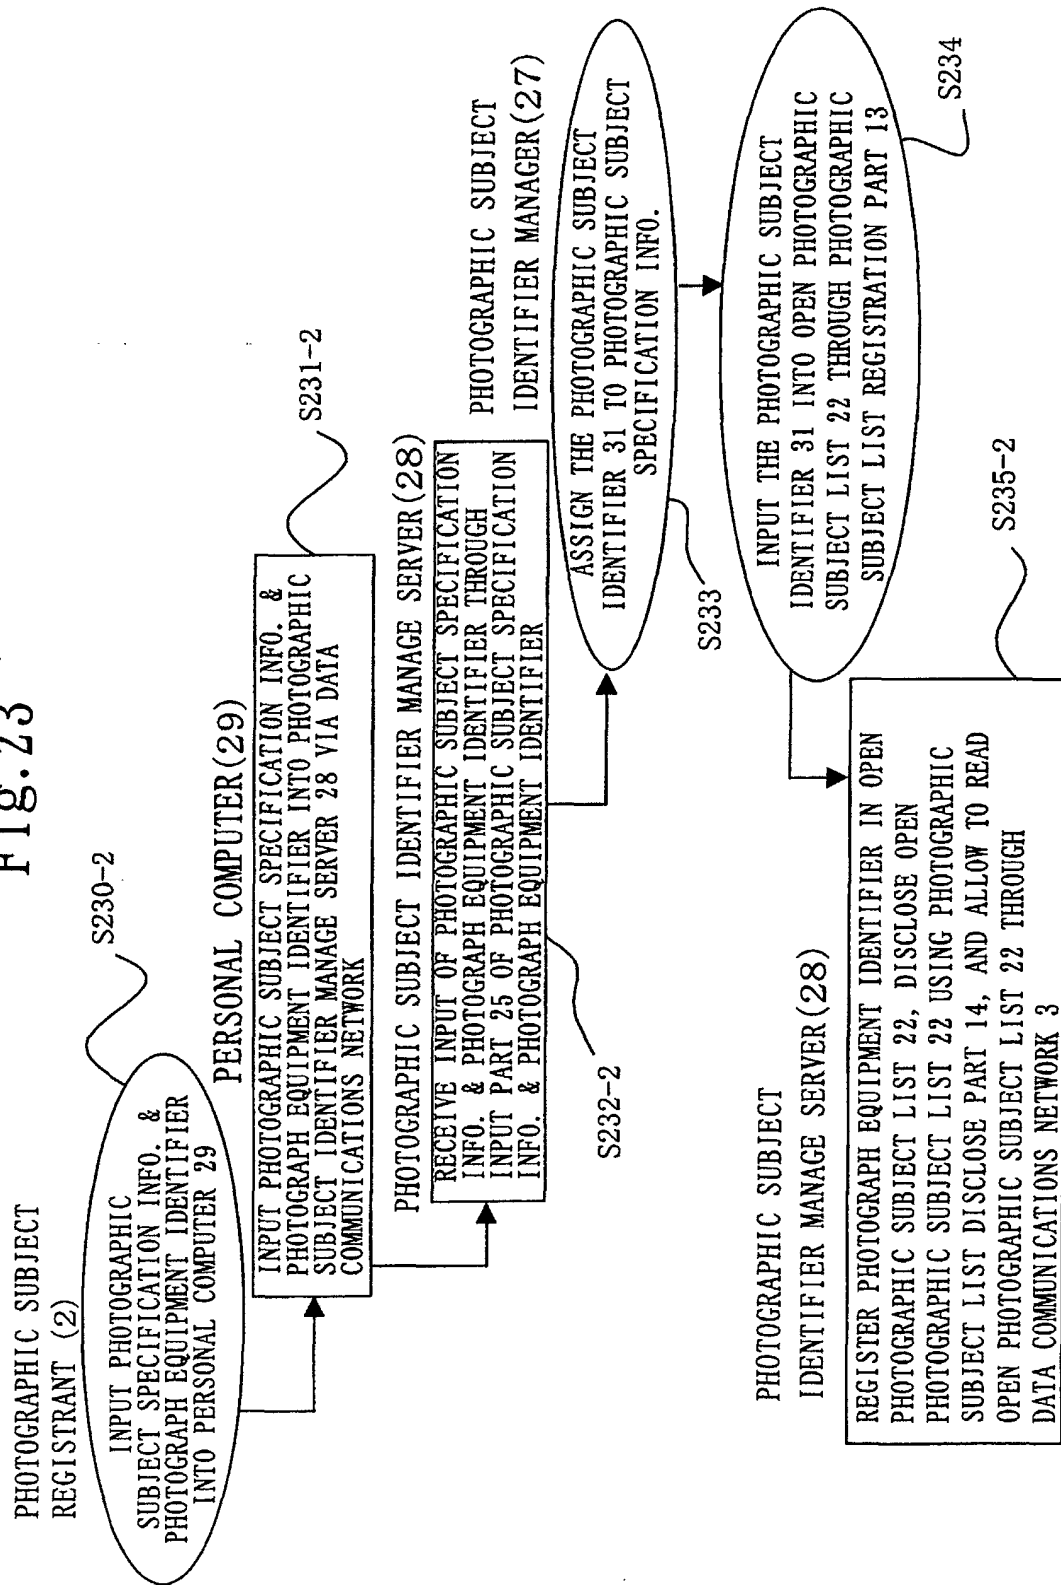 Fig.23
PHOTOGRAPHIC SUBJECT
REGISTRANT (2)
S230-2
INPUT PHOTOGRAPHIC
SUBJECT SPECIFICATION INFO. &
PHOTOGRAPH EQUIPMENT IDENTIFIER
INTO PERSONAL COMPUTER 29
PERSONAL COMPUTER(29)
S231-2
INPUT PHOTOGRAPHIC SUBJECT SPECIFICATION INFO. &
PHOTOGRAPH EQUIPMENT IDENTIFIER INTO PHOTOGRAPHIC
SUBJECT IDENTIFIER MANAGE SERVER 28 VIA DATA
COMMUNICATIONS NETWORK
PHOTOGRAPHIC SUBJECT IDENTIFIER MANAGE SERVER(28)
RECEIVE INPUT OF PHOTOGRAPHIC SUBJECT SPECIFICATION
INFO. & PHOTOGRAPH EQUIPMENT IDENTIFIER THROUGH
INPUT PART 25 OF PHOTOGRAPHIC SUBJECT SPECIFICATION
INFO. & PHOTOGRAPH EQUIPMENT IDENTIFIER
S232-2
PHOTOGRAPHIC SUBJECT
IDENTIFIER MANAGER(27)
ASSIGN THE PHOTOGRAPHIC SUBJECT
IDENTIFIER 31 TO PHOTOGRAPHIC SUBJECT
SPECIFICATION INFO.
S233
INPUT THE PHOTOGRAPHIC SUBJECT
IDENTIFIER 31 INTO OPEN PHOTOGRAPHIC
SUBJECT LIST 22 THROUGH PHOTOGRAPHIC
SUBJECT LIST REGISTRATION PART 13
S234
PHOTOGRAPHIC SUBJECT
IDENTIFIER MANAGE SERVER(28)
S235-2
REGISTER PHOTOGRAPH EQUIPMENT IDENTIFIER IN OPEN
PHOTOGRAPHIC SUBJECT LIST 22, DISCLOSE OPEN
PHOTOGRAPHIC SUBJECT LIST 22 USING PHOTOGRAPHIC
SUBJECT LIST DISCLOSE PART 14, AND ALLOW TO READ
OPEN PHOTOGRAPHIC SUBJECT LIST 22 THROUGH
DATA COMMUNICATIONS NETWORK 3